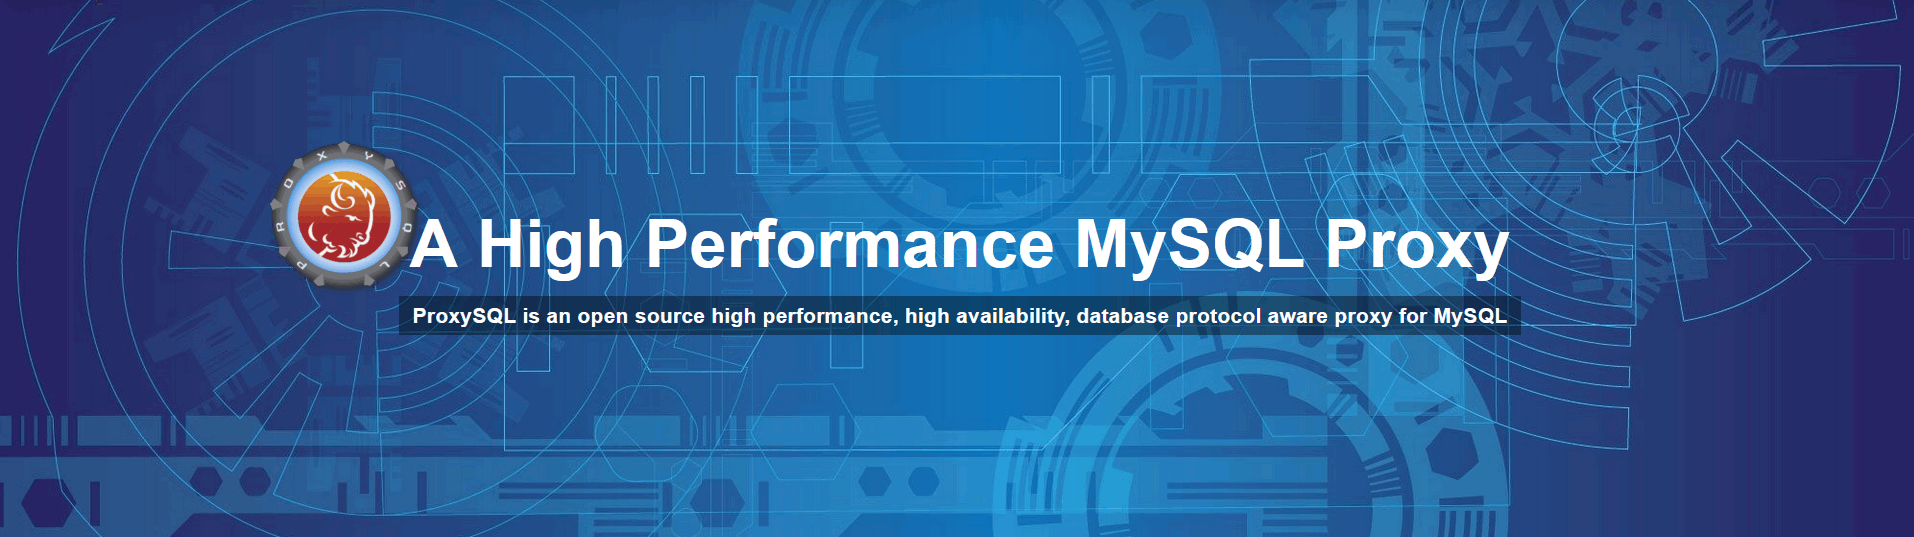 PROXYSQL
A High Performance MySQL Proxy
ProxySQL is an open source high performance, high availability, database protocol aware proxy for MySQL